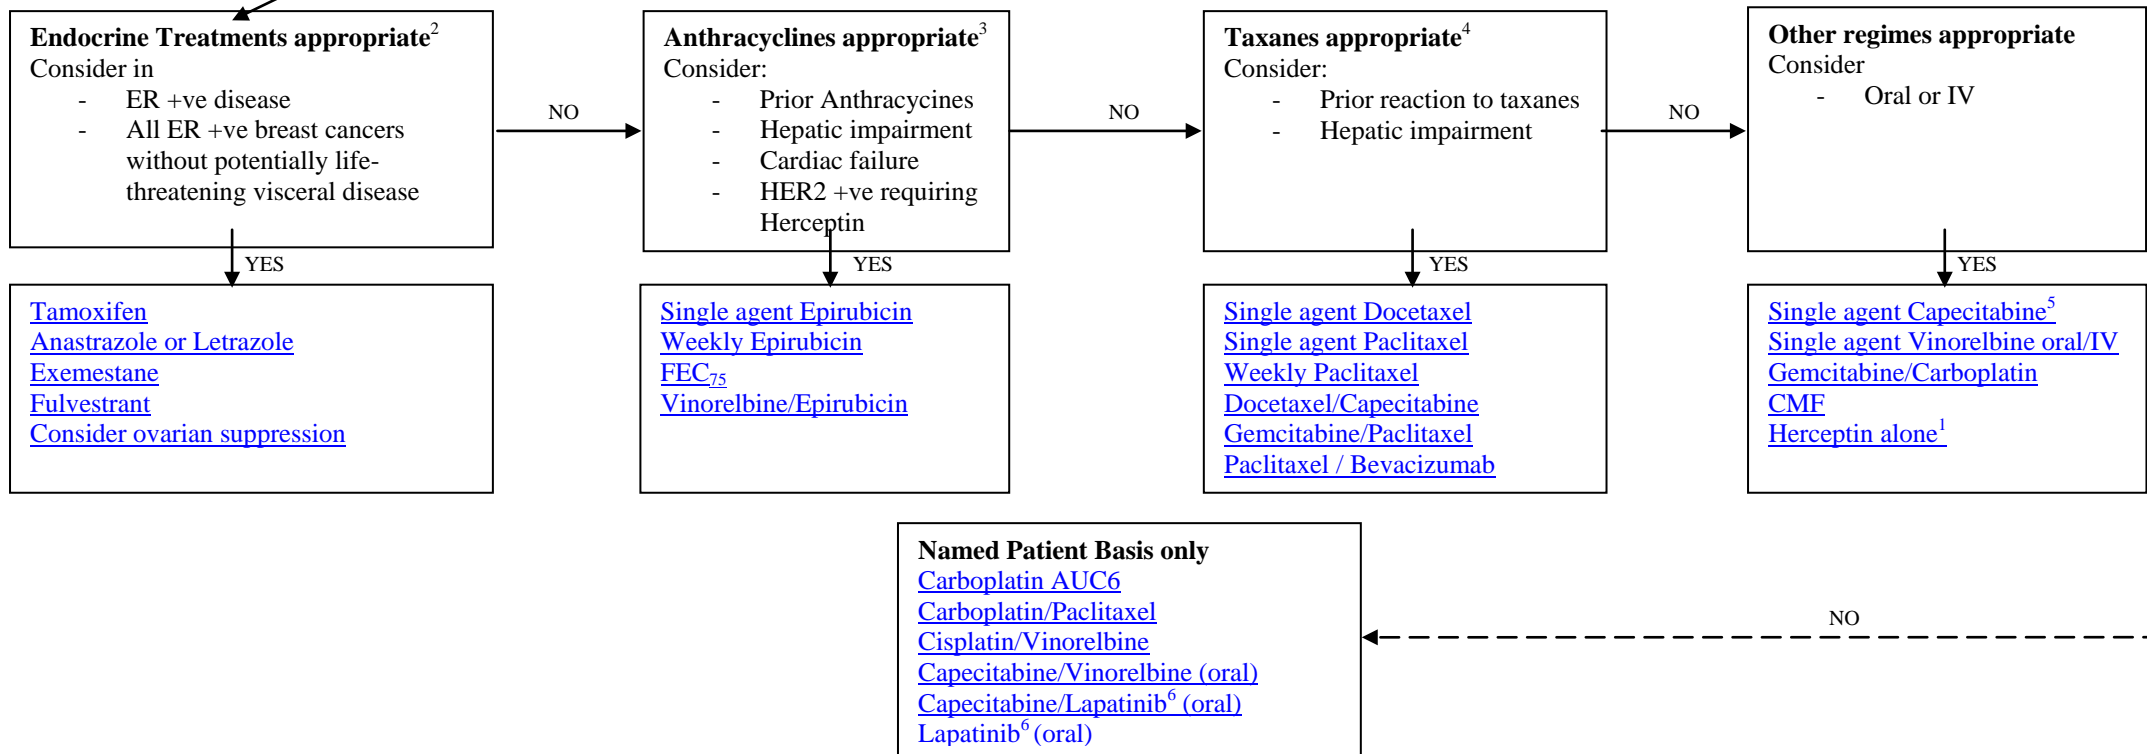 Endocrine Treatments appropriate2
Consider in
- ER +ve disease
- All ER +ve breast cancers
without potentially life-
threatening visceral disease
NO
YES
Tamoxifen
Anastrazole or Letrazole
Exemestane
Fulvestrant
Consider ovarian suppression
Anthracyclines appropriate3
Consider:
- Prior Anthracycines
- Hepatic impairment
- Cardiac failure
- HER2 +ve requiring
Herceptin
NO
YES
Single agent Epirubicin
Weekly Epirubicin
FEC75
Vinorelbine/Epirubicin
Taxanes appropriate4
Consider:
- Prior reaction to taxanes
- Hepatic impairment
NO
YES
Single agent Docetaxel
Single agent Paclitaxel
Weekly Paclitaxel
Docetaxel/Capecitabine
Gemcitabine/Paclitaxel
Paclitaxel / Bevacizumab
Other regimes appropriate
Consider
- Oral or IV
YES
Single agent Capecitabine5
Single agent Vinorelbine oral/IV
Gemcitabine/Carboplatin
CMF
Herceptin alone1
NO
Named Patient Basis only
Carboplatin AUC6
Carboplatin/Paclitaxel
Cisplatin/Vinorelbine
Capecitabine/Vinorelbine (oral)
Capecitabine/Lapatinib6 (oral)
Lapatinib6 (oral)